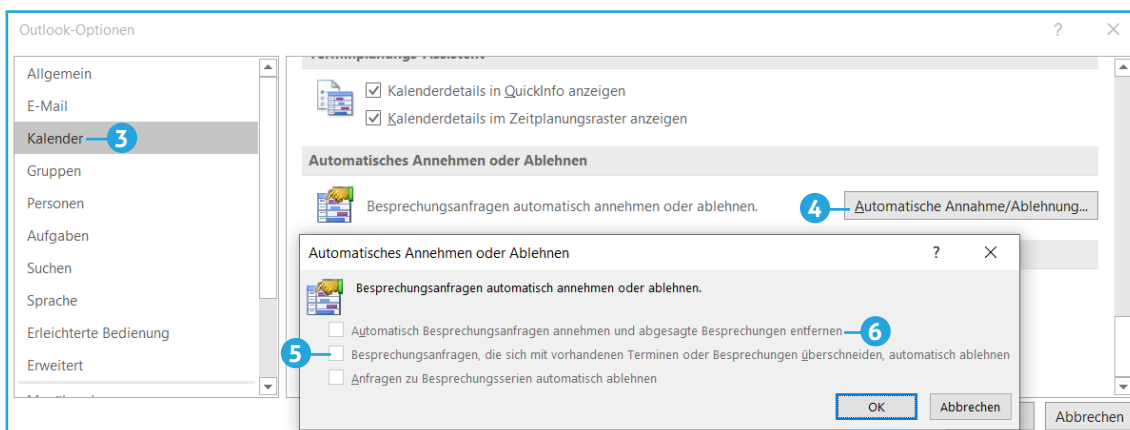 Outlook-Optionen
?
Allgemein
E-Mail
Kalender
3
Gruppen
Personen
Aufgaben
Suchen
Sprache
Erleichterte Bedienung
Erweitert
Terminplanungs-Assistent
Kalenderdetails in QuickInfo anzeigen
Kalenderdetails im Zeitplanungsraster anzeigen
Automatisches Annehmen oder Ablehnen
Besprechungsanfragen automatisch annehmen oder ablehnen.
4
Automatische Annahme/Ablehnung...
Automatisches Annehmen oder Ablehnen
?
Besprechungsanfragen automatisch annehmen oder ablehnen.
Automatisch Besprechungsanfragen annehmen und abgesagte Besprechungen entfernen
6
5
Besprechungsanfragen, die sich mit vorhandenen Terminen oder Besprechungen überschneiden, automatisch ablehnen
Anfragen zu Besprechungsserien automatisch ablehnen
OK
Abbrechen
Abbrechen